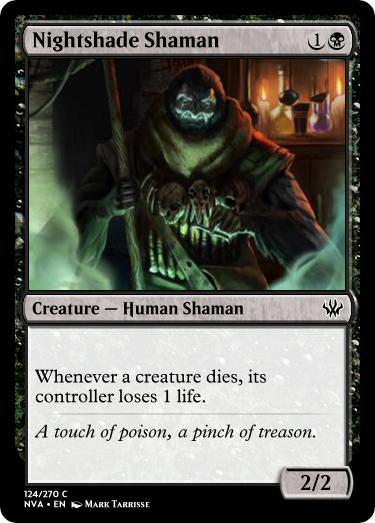 Nightshade Shaman 1
Creature — Human Shaman
Whenever a creature dies, its
controller loses 1 life.
A touch of poison, a pinch of treason.
2/2
124/270 C
NVA • EN Mark Tarrisse